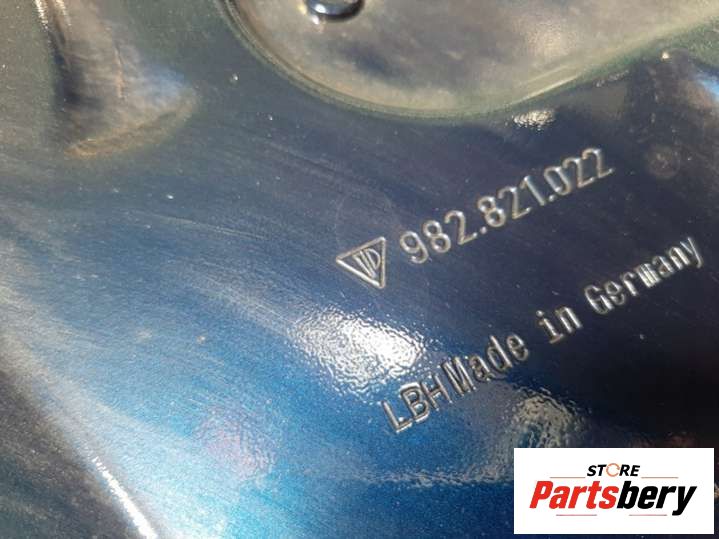 982.821.022
LBH Made in Germany
STORE
Partsbery